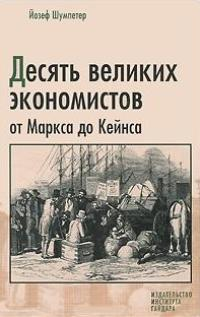 Йозеф Шумпетер
Десять великих
экономистов
от Маркса до Кейнса
ИЗДАТЕЛЬСТВО
ИНСТИТУТА
ГАЙДАРА